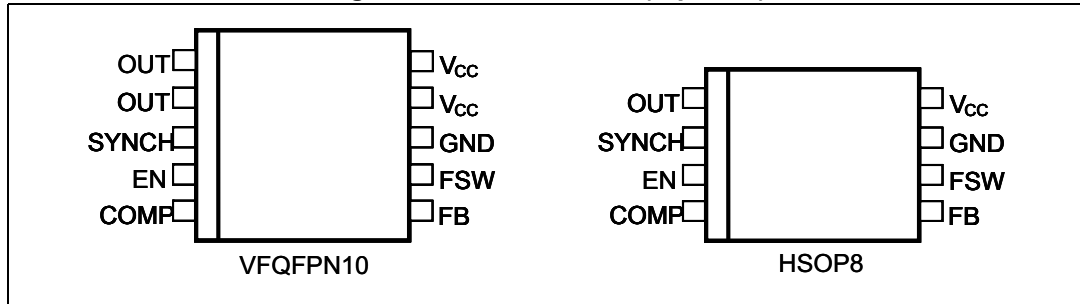 OUT
OUT
SYNCH
EN
COMP
VCC
VCC
GND
FSW
FB
VFQFPN10
OUT
SYNCH
EN
COMP
VCC
GND
FSW
FB
HSOP8